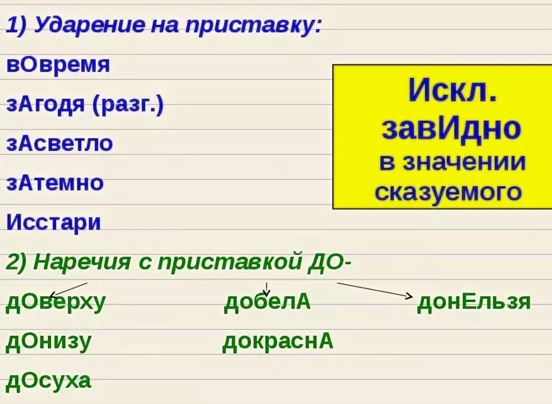 1) Ударение на приставку:
вОвремя
зАгодя (разг.)
зАсветло
зАтемно
Исстари
Искл.
завИдно
в значении
сказуемого
2) Наречия с приставкой ДО-
дОверху добелА донЕльзя
дОнизу докраснА
дОсуха